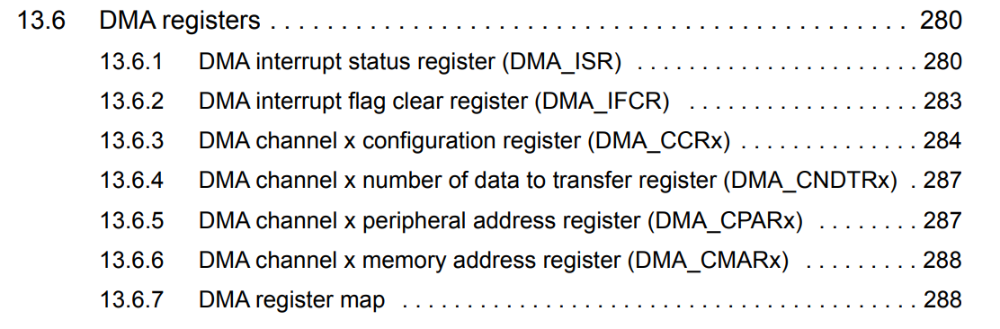 13.6 DMA registers . . . . . . . . . . . . . . . . . . . . . . . . . . . . . . . . . . . . . . . . . . . . . . . 280
13.6.1 DMA interrupt status register (DMA_ISR) . . . . . . . . . . . . . . . . . . . . . . 280
13.6.2 DMA interrupt flag clear register (DMA_IFCR) . . . . . . . . . . . . . . . . . . 283
13.6.3 DMA channel x configuration register (DMA_CCRx) . . . . . . . . . . . . . . 284
13.6.4 DMA channel x number of data to transfer register (DMA_CNDTRx) . 287
13.6.5 DMA channel x peripheral address register (DMA_CPARx) . . . . . . . . 287
13.6.6 DMA channel x memory address register (DMA_CMARx) . . . . . . . . . 288
13.6.7 DMA register map . . . . . . . . . . . . . . . . . . . . . . . . . . . . . . . . . . . . . . . . 288